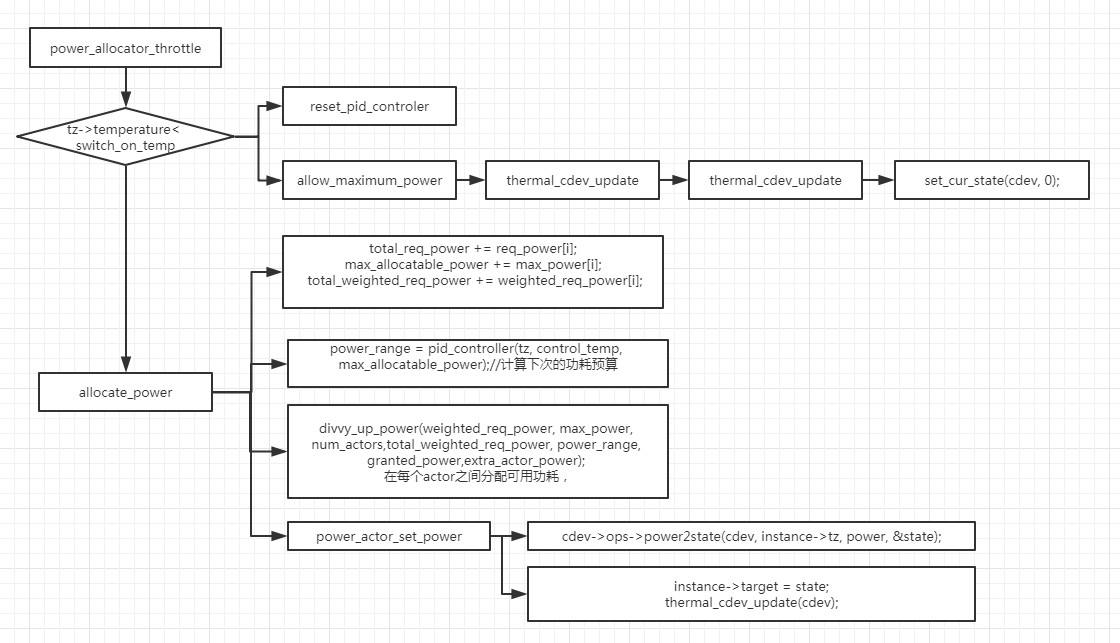 power_allocator_throttle
tz->temperature<
switch_on_temp
reset_pid_controler
allow_maximum_power
thermal_cdev_update
thermal_cdev_update
set_cur_state(cdev, 0);
total_req_power += req_power[i];
max_allocatable_power += max_power[i];
total_weighted_req_power += weighted_req_power[i];
power_range = pid_controller(tz, control_temp,
max_allocatable_power);//计算下次的功耗预算
allocate_power
divvy_up_power(weighted_req_power, max_power,
num_actors,total_weighted_req_power, power_range,
granted_power,extra_actor_power);
在每个actor之间分配可用功耗，
power_actor_set_power
cdev->ops->power2state(cdev, instance->tz, power, &state);
instance->target = state;
thermal_cdev_update(cdev);